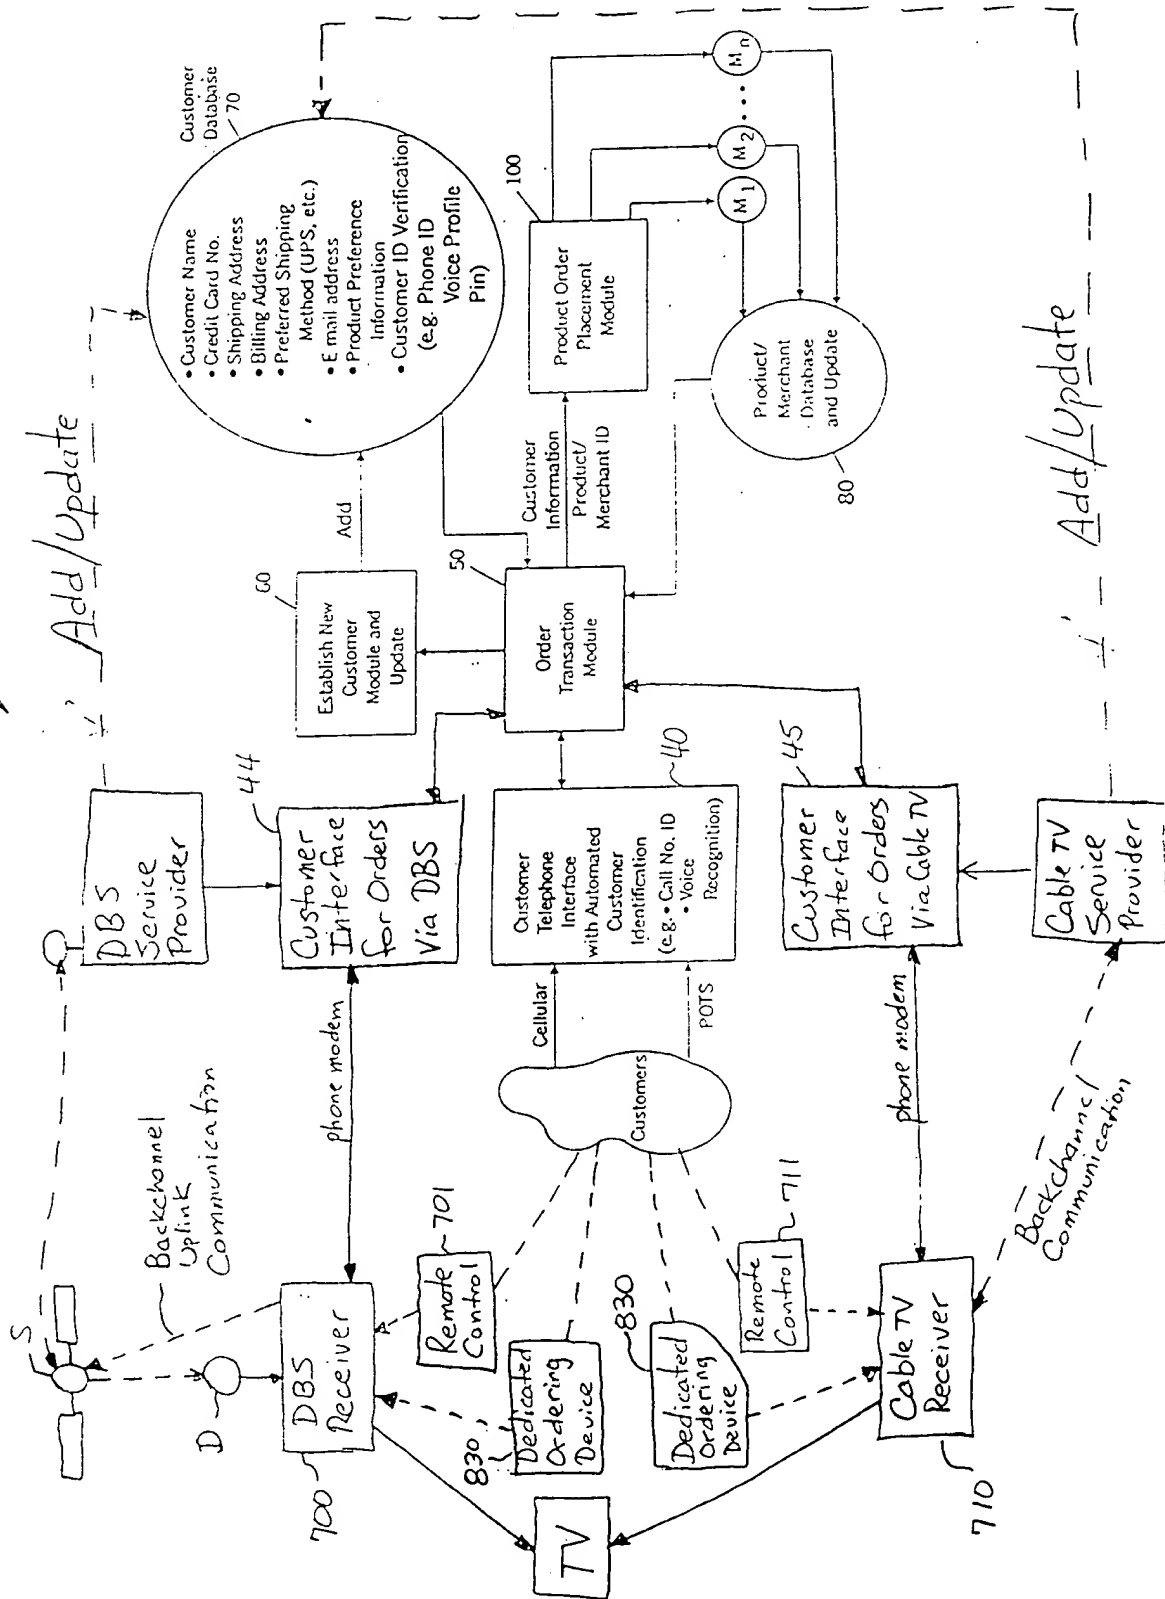 Add/Update
Customer
Database
70
• Customer Name
• Credit Card No.
• Shipping Address
• Billing Address
• Preferred Shipping
Method (UPS, etc.)
• E mail address
• Product Preference
Information
• Customer ID Verification
(e.g. Phone ID
Voice Profile
Pin)
100
Product Order
Placement
Module
M1
M2
....
Mn
Product/
Merchant
Database
and Update
80
Add/Update
60
Establish New
Customer
Module and
Update
Add
50
Order
Transaction
Module
Customer
Information
Product/
Merchant ID
DBS
Service
Provider
44
Customer
Interface
for Orders
Via DBS
40
Customer
Telephone
Interface
with Automated
Customer
Identification
(e.g. • Call No. ID
• Voice
Recognition)
45
Customer
Interface
for Orders
Via Cable TV
Cable TV
Service
Provider
Backchannel
Uplink
Communication
phone modem
Cellular
POTS
Customers
phone modem
Backchannel
Communication
S
D
DBS
Receiver
700
Remote
Control
701
Dedicated
Ordering
Device
830
Dedicated
Ordering
Device
830
Remote
Control
711
Cable TV
Receiver
710
TV